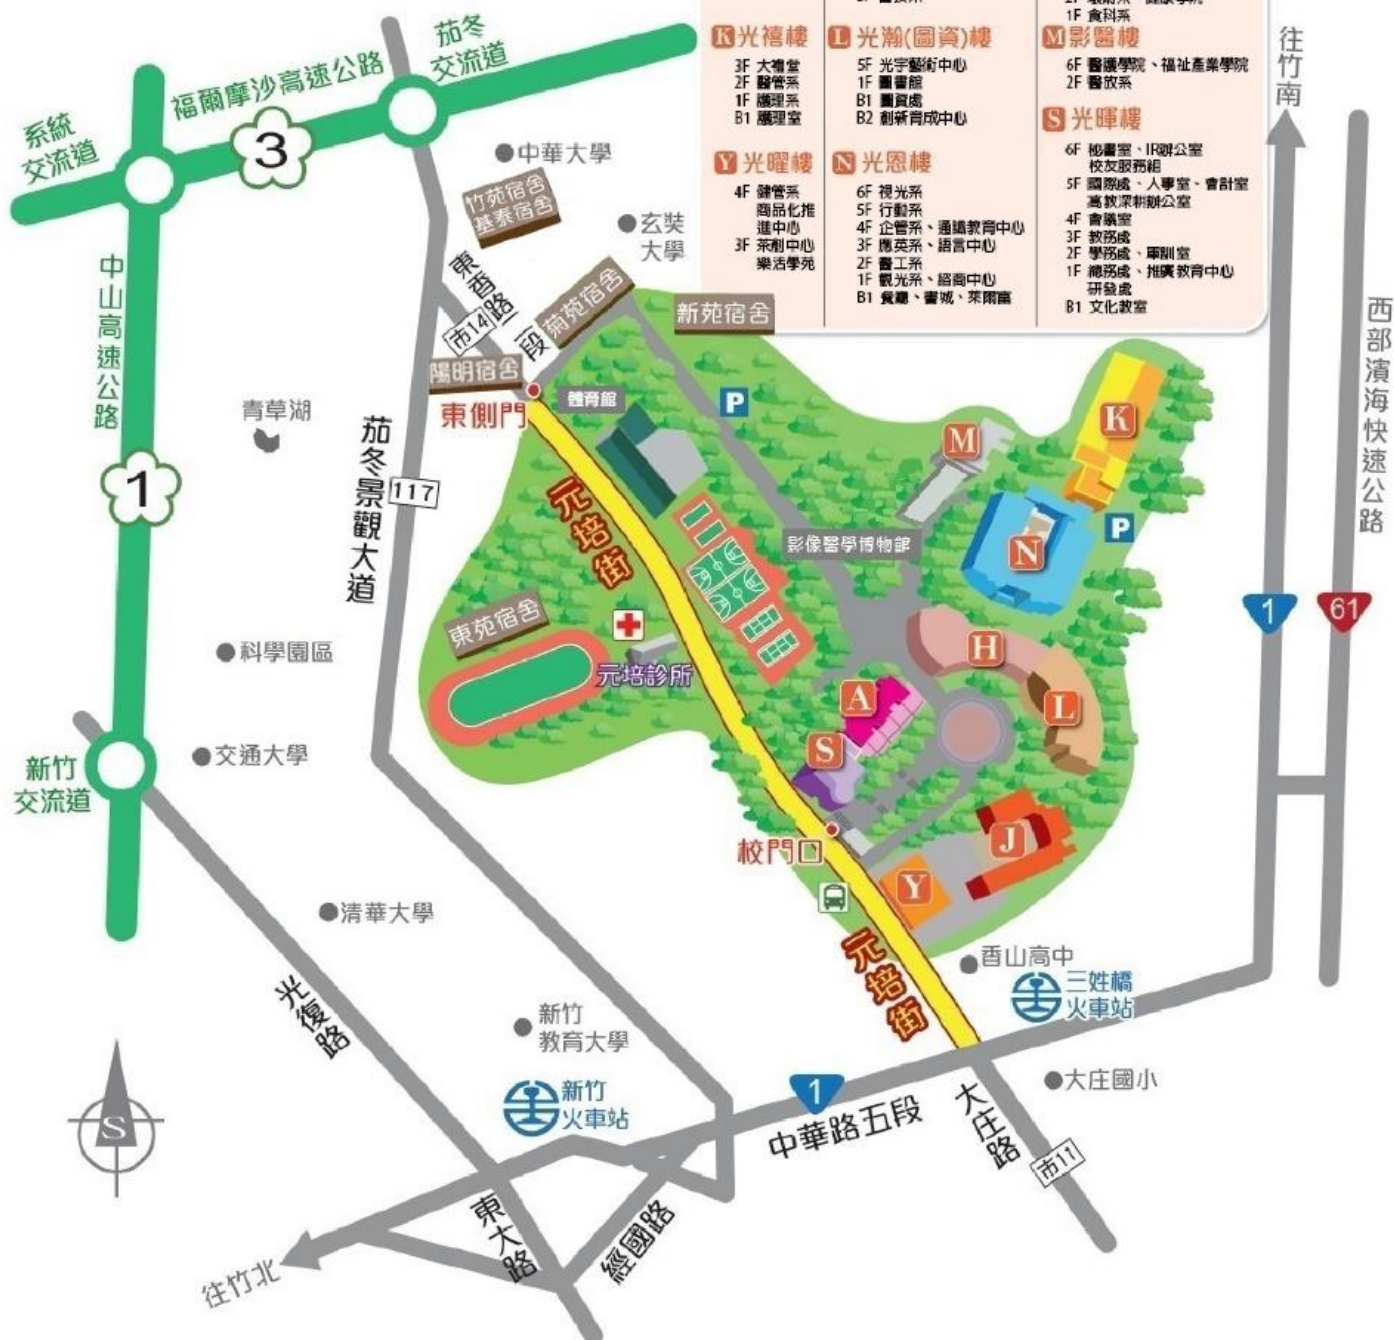 1F 食科系
K 光禧樓
3F 大禮堂
2F 醫管系
1F 護理系
B1 護理室
L 光瀚(圖資)樓
5F 光宇藝術中心
1F 圖書館
B1 圖資處
B2 創新育成中心
M 影醫樓
6F 醫護學院、福祉產業學院
2F 醫放系
Y 光曜樓
4F 健管系
商品化推
進中心
3F 茶創中心
樂活學苑
N 光恩樓
6F 視光系
5F 行動系
4F 企管系、通識教育中心
3F 應英系、語言中心
2F 醫工系
1F 觀光系、諮商中心
B1 餐廳、書城、萊爾富
S 光暉樓
6F 秘書室、IR辦公室
校友服務組
5F 國際處、人事室、會計室
高教深耕辦公室
4F 會議室
3F 教務處
2F 學務處、軍訓室
1F 總務處、推廣教育中心
研發處
B1 文化教室
茄冬
交流道
福爾摩沙高速公路
系統
交流道
3
往竹南
中華大學
竹苑宿舍
基泰宿舍
玄奘
大學
東香路一段
市14
菊苑宿舍
新苑宿舍
陽明宿舍
東側門
體育館
P
中山高速公路
西部濱海快速公路
青草湖
茄冬景觀大道
117
1
元培街
K
M
P
N
影像醫學博物館
東苑宿舍
元培診所
1
61
H
A
L
S
科學園區
交通大學
新竹
交流道
校門口
J
Y
清華大學
元培街
香山高中
三姓橋
火車站
光復路
新竹
教育大學
新竹
火車站
1
中華路五段
大庄國小
大庄路
市11
S
東大路
經國路
往竹北